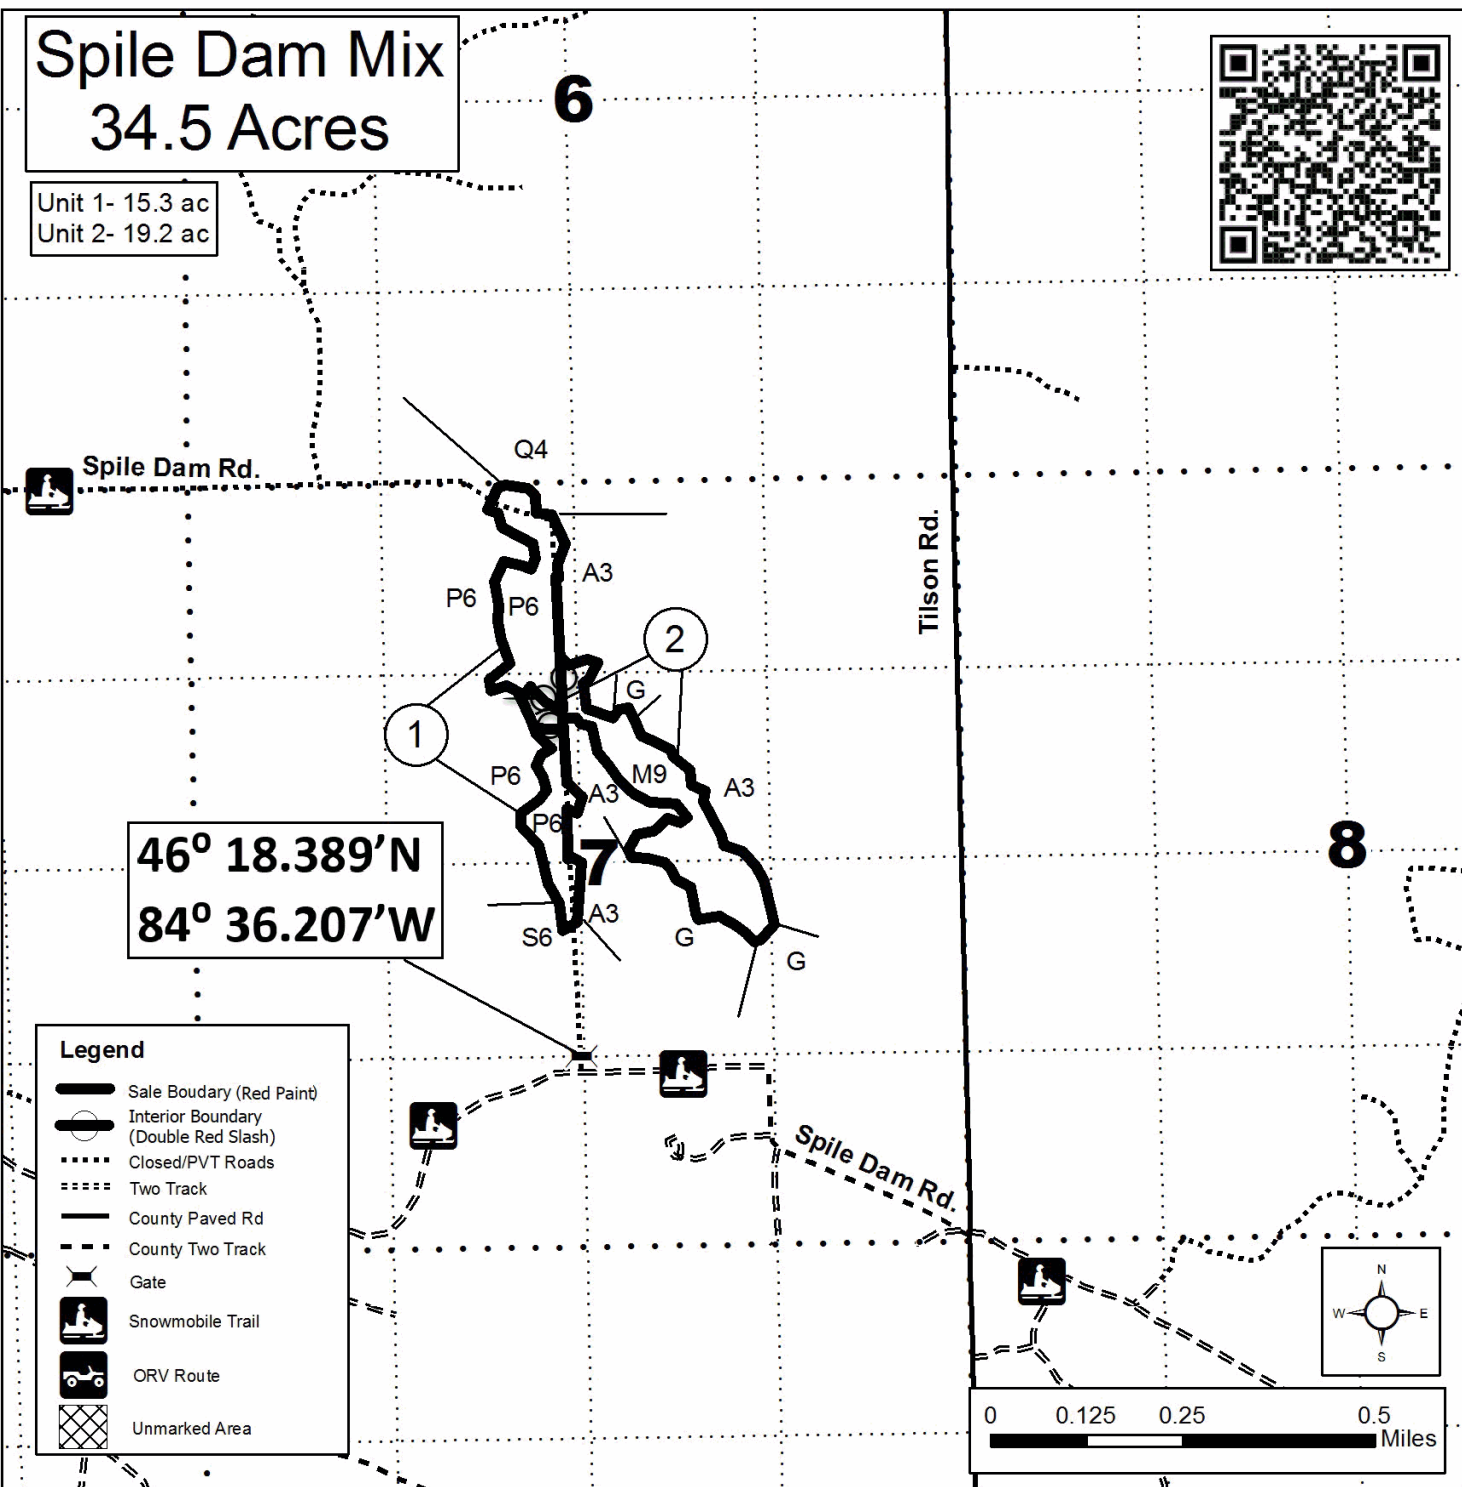 Spile Dam Mix
34.5 Acres
Unit 1- 15.3 ac
Unit 2- 19.2 ac
6
Spile Dam Rd.
Q4
Tilson Rd.
A3
P6
P6
2
G
1
P6
M9
A3
A3
P6
7
8
46º 18.389’N
84º 36.207’W
A3
S6
G
G
Spile Dam Rd.
Legend
Sale Boudary (Red Paint)
Interior Boundary
(Double Red Slash)
Closed/PVT Roads
Two Track
County Paved Rd
County Two Track
Gate
Snowmobile Trail
ORV Route
Unmarked Area
N
W
E
S
0 0.125 0.25 0.5
Miles